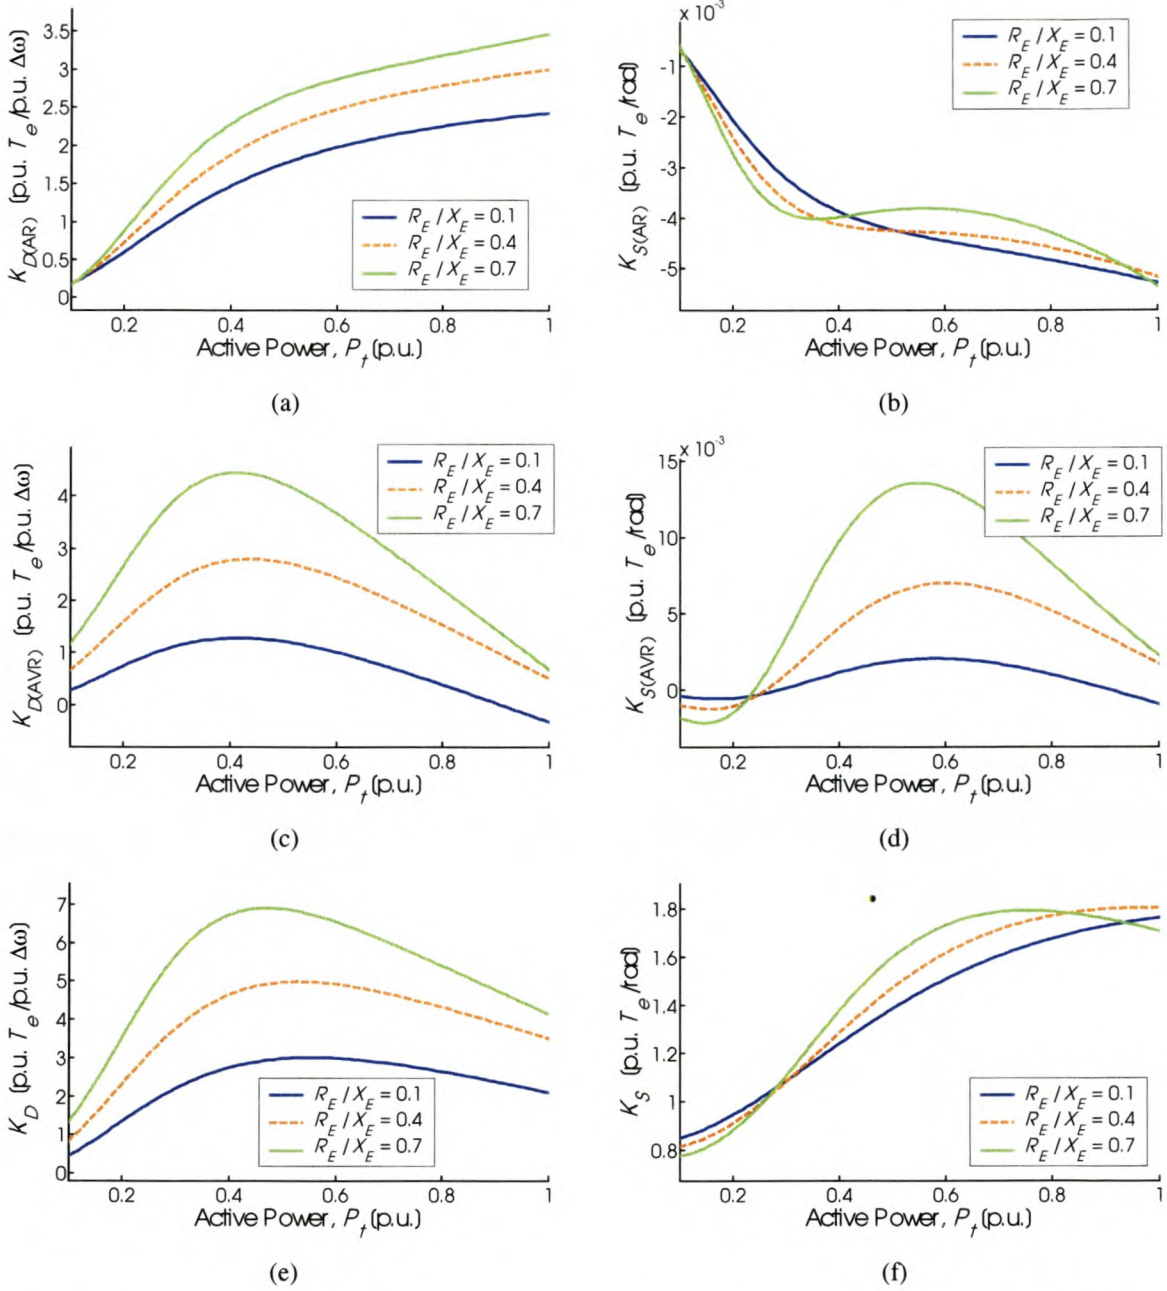 3.5
3
2.5
2
1.5
1
0.5
0
K_D(AR) (p.u. T_e/p.u. Δω)
R_E / X_E = 0.1
R_E / X_E = 0.4
R_E / X_E = 0.7
0.2 0.4 0.6 0.8 1
Active Power, P_t (p.u.)
(a)
x 10^-3
-1
-2
-3
-4
-5
K_S(AR) (p.u. T_e/rad)
R_E / X_E = 0.1
R_E / X_E = 0.4
R_E / X_E = 0.7
0.2 0.4 0.6 0.8 1
Active Power, P_t (p.u.)
(b)
4
3
2
1
0
K_D(AVR) (p.u. T_e/p.u. Δω)
R_E / X_E = 0.1
R_E / X_E = 0.4
R_E / X_E = 0.7
0.2 0.4 0.6 0.8 1
Active Power, P_t (p.u.)
(c)
15 x 10^-3
10
5
0
K_S(AVR) (p.u. T_e/rad)
R_E / X_E = 0.1
R_E / X_E = 0.4
R_E / X_E = 0.7
0.2 0.4 0.6 0.8 1
Active Power, P_t (p.u.)
(d)
7
6
5
4
3
2
1
0
K_D (p.u. T_e/p.u. Δω)
R_E / X_E = 0.1
R_E / X_E = 0.4
R_E / X_E = 0.7
0.2 0.4 0.6 0.8 1
Active Power, P_t (p.u.)
(e)
1.8
1.6
1.4
1.2
1
0.8
K_S (p.u. T_e/rad)
R_E / X_E = 0.1
R_E / X_E = 0.4
R_E / X_E = 0.7
0.2 0.4 0.6 0.8 1
Active Power, P_t (p.u.)
(f)